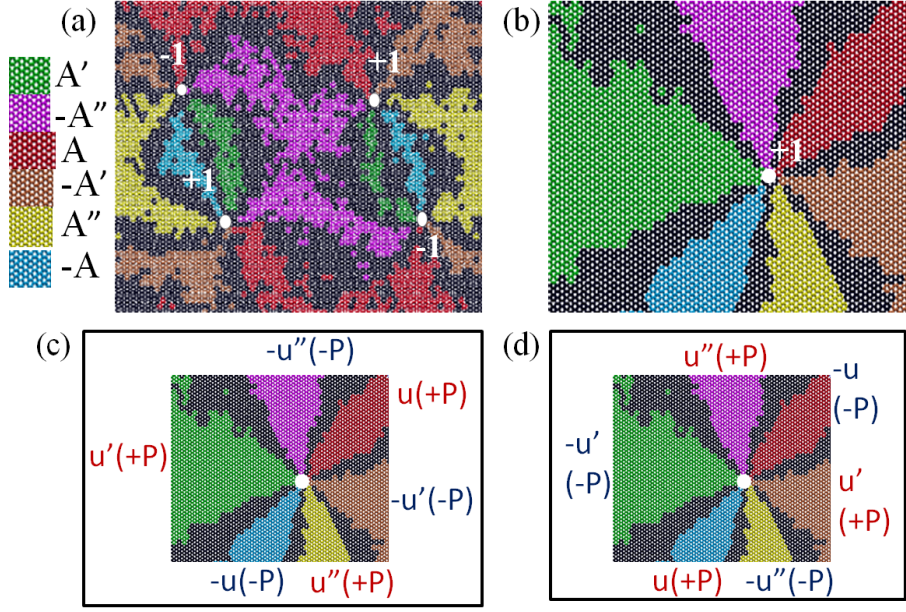 (a)
-1
+1
+1
-1
A’
-A”
A
-A’
A”
-A
(b)
+1
(c)
-u”(-P)
u(+P)
u’(+P)
-u’(-P)
-u(-P)
u”(+P)
(d)
u”(+P)
-u
(-P)
-u’
(-P)
u’
(+P)
u(+P)
-u”(-P)